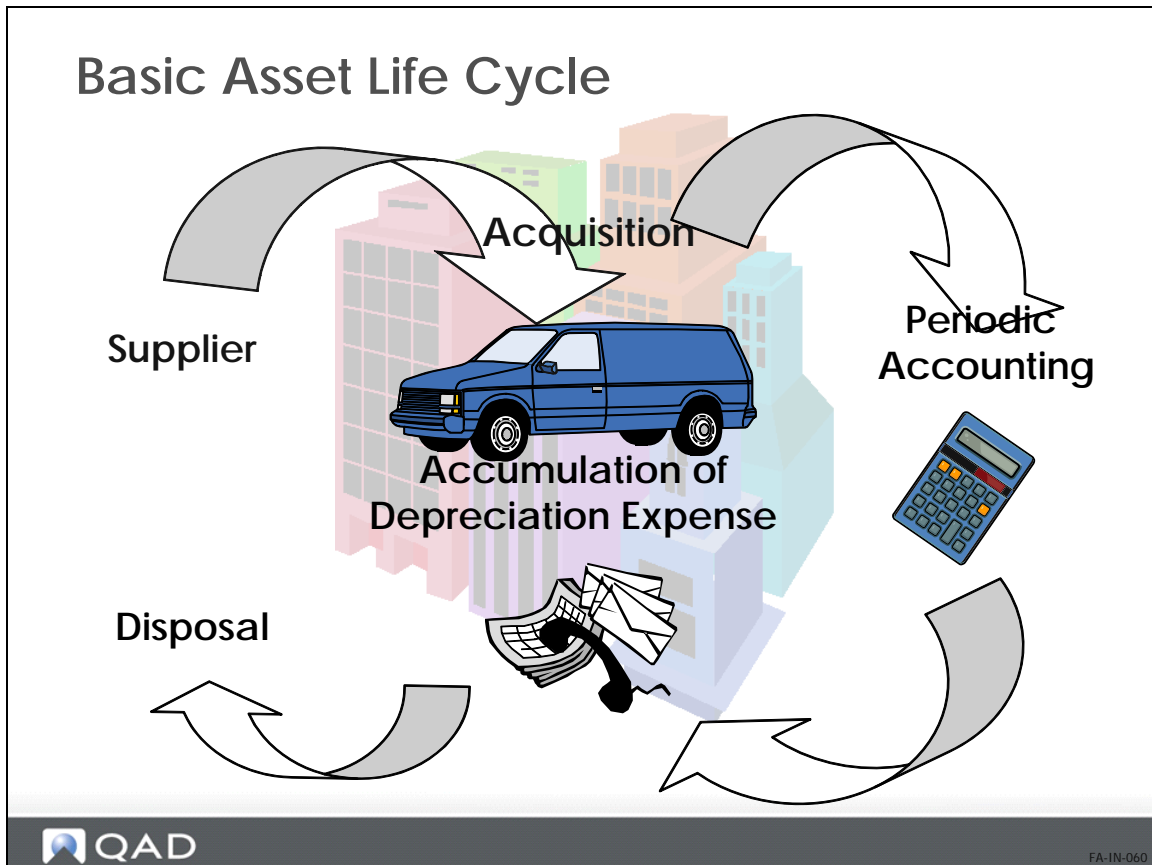 Basic Asset Life Cycle
Acquisition
Supplier
Periodic
Accounting
Accumulation of
Depreciation Expense
Disposal
QAD
FA-IN-060